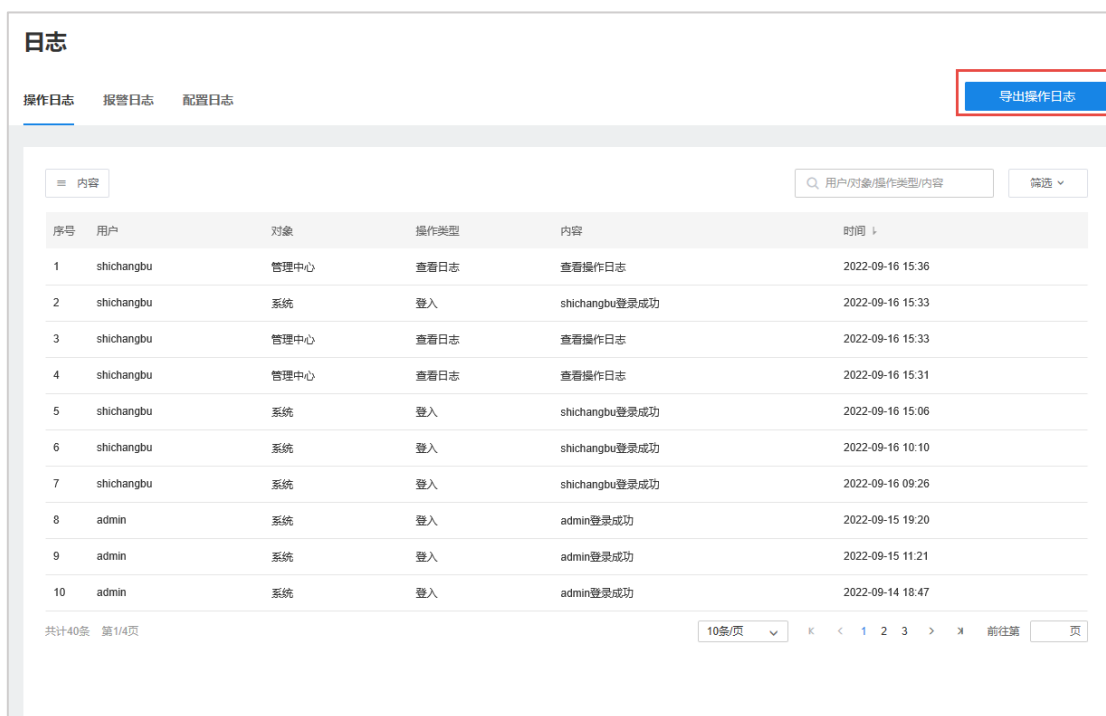 日志
操作日志 报警日志 配置日志 导出操作日志
内容 用户/对象/操作类型/内容 筛选
序号 用户 对象 操作类型 内容 时间
1 shichangbu 管理中心 查看日志 查看操作日志 2022-09-16 15:36
2 shichangbu 系统 登入 shichangbu登录成功 2022-09-16 15:33
3 shichangbu 管理中心 查看日志 查看操作日志 2022-09-16 15:33
4 shichangbu 管理中心 查看日志 查看操作日志 2022-09-16 15:31
5 shichangbu 系统 登入 shichangbu登录成功 2022-09-16 15:06
6 shichangbu 系统 登入 shichangbu登录成功 2022-09-16 10:10
7 shichangbu 系统 登入 shichangbu登录成功 2022-09-16 09:26
8 admin 系统 登入 admin登录成功 2022-09-15 19:20
9 admin 系统 登入 admin登录成功 2022-09-15 11:21
10 admin 系统 登入 admin登录成功 2022-09-14 18:47
共计40条 第1/4页 10条/页 1 2 3 前往第 页